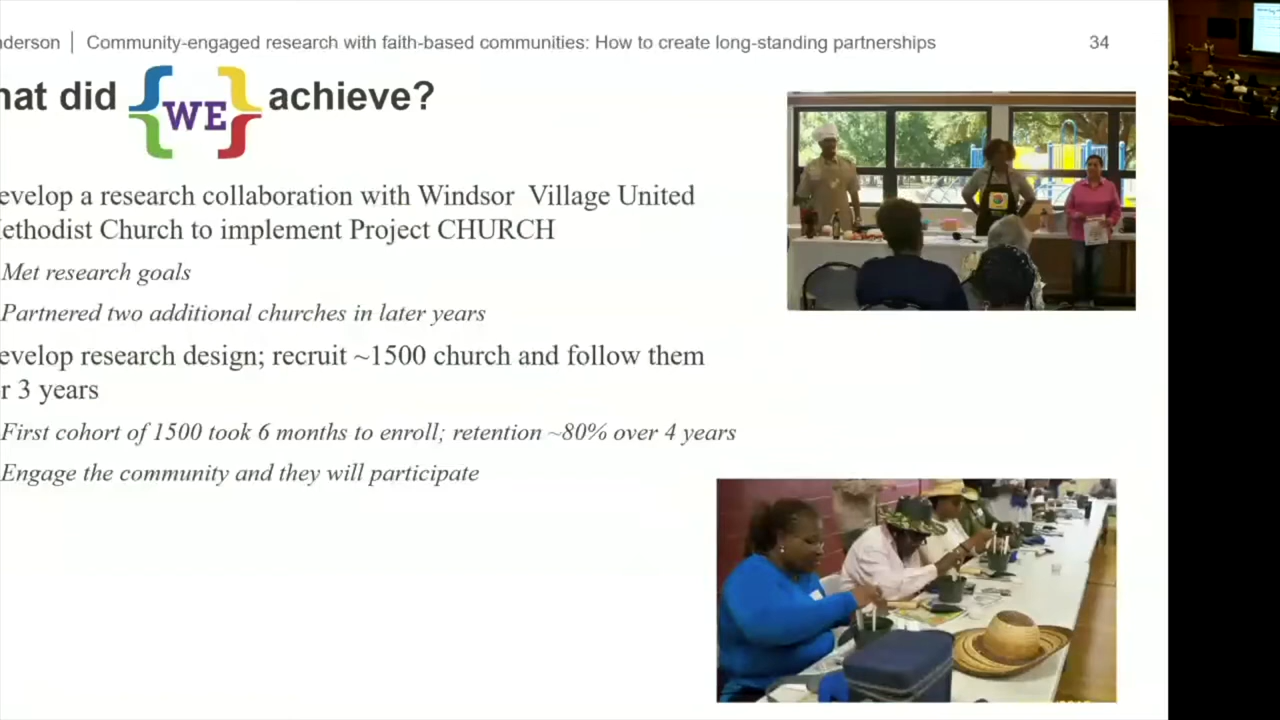 nderson | Community-engaged research with faith-based communities: How to create long-standing partnerships 34
hat did {WE} achieve?
evelop a research collaboration with Windsor Village United
ethodist Church to implement Project CHURCH
Met research goals
Partnered two additional churches in later years
evelop research design; recruit ~1500 church and follow them
r 3 years
First cohort of 1500 took 6 months to enroll; retention ~80% over 4 years
Engage the community and they will participate